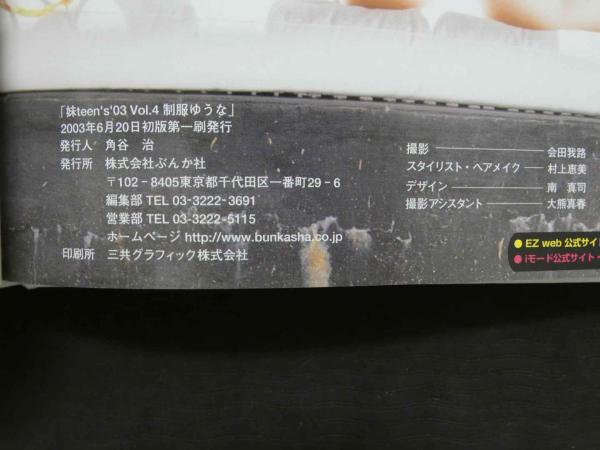 「妹teen's'03 Vol.4 制服ゆうな」
2003年6月20日初版第一刷発行
発行人 角谷 治
発行所 株式会社ぶんか社
〒102-8405東京都千代田区一番町29-6
編集部 TEL 03-3222-3691
営業部 TEL 03-3222-5115
ホームページ http://www.bunkasha.co.jp
印刷所 三共グラフィック株式会社
撮影 会田我路
スタイリスト・ヘアメイク 村上恵美
デザイン 南 真司
撮影アシスタント 大熊真春
● EZ web 公式サイト
● iモード公式サイト